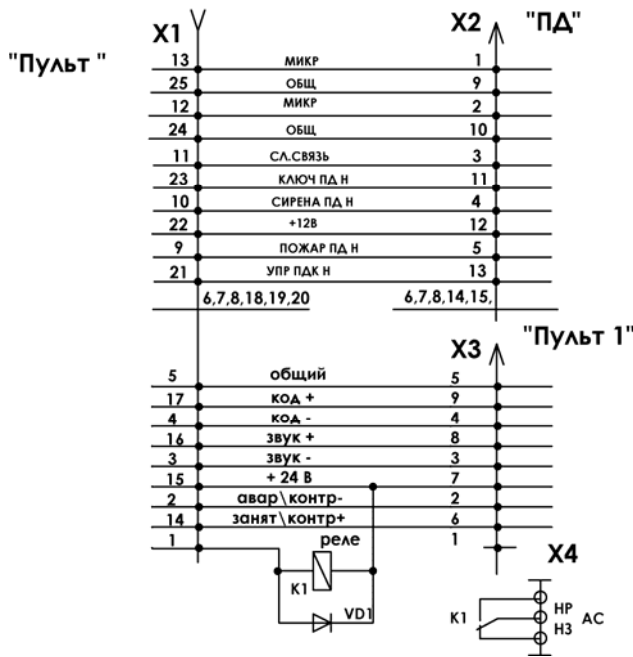 X1 X2 "ПД"
"Пульт "
13 МИКР 1
25 ОБЩ 9
12 МИКР 2
24 ОБЩ 10
11 СЛ.СВЯЗЬ 3
23 КЛЮЧ ПД Н 11
10 СИРЕНА ПД Н 4
22 +12В 12
9 ПОЖАР ПД Н 5
21 УПР ПДК Н 13
6,7,8,18,19,20 6,7,8,14,15,
"Пульт 1"
X3
5 общий 5
17 код + 9
4 код - 4
16 звук + 8
3 звук - 3
15 + 24 В 7
2 авар\контр- 2
14 занят\контр+ 6
1 реле 1
X4
K1
VD1
K1 НР АС
НЗ